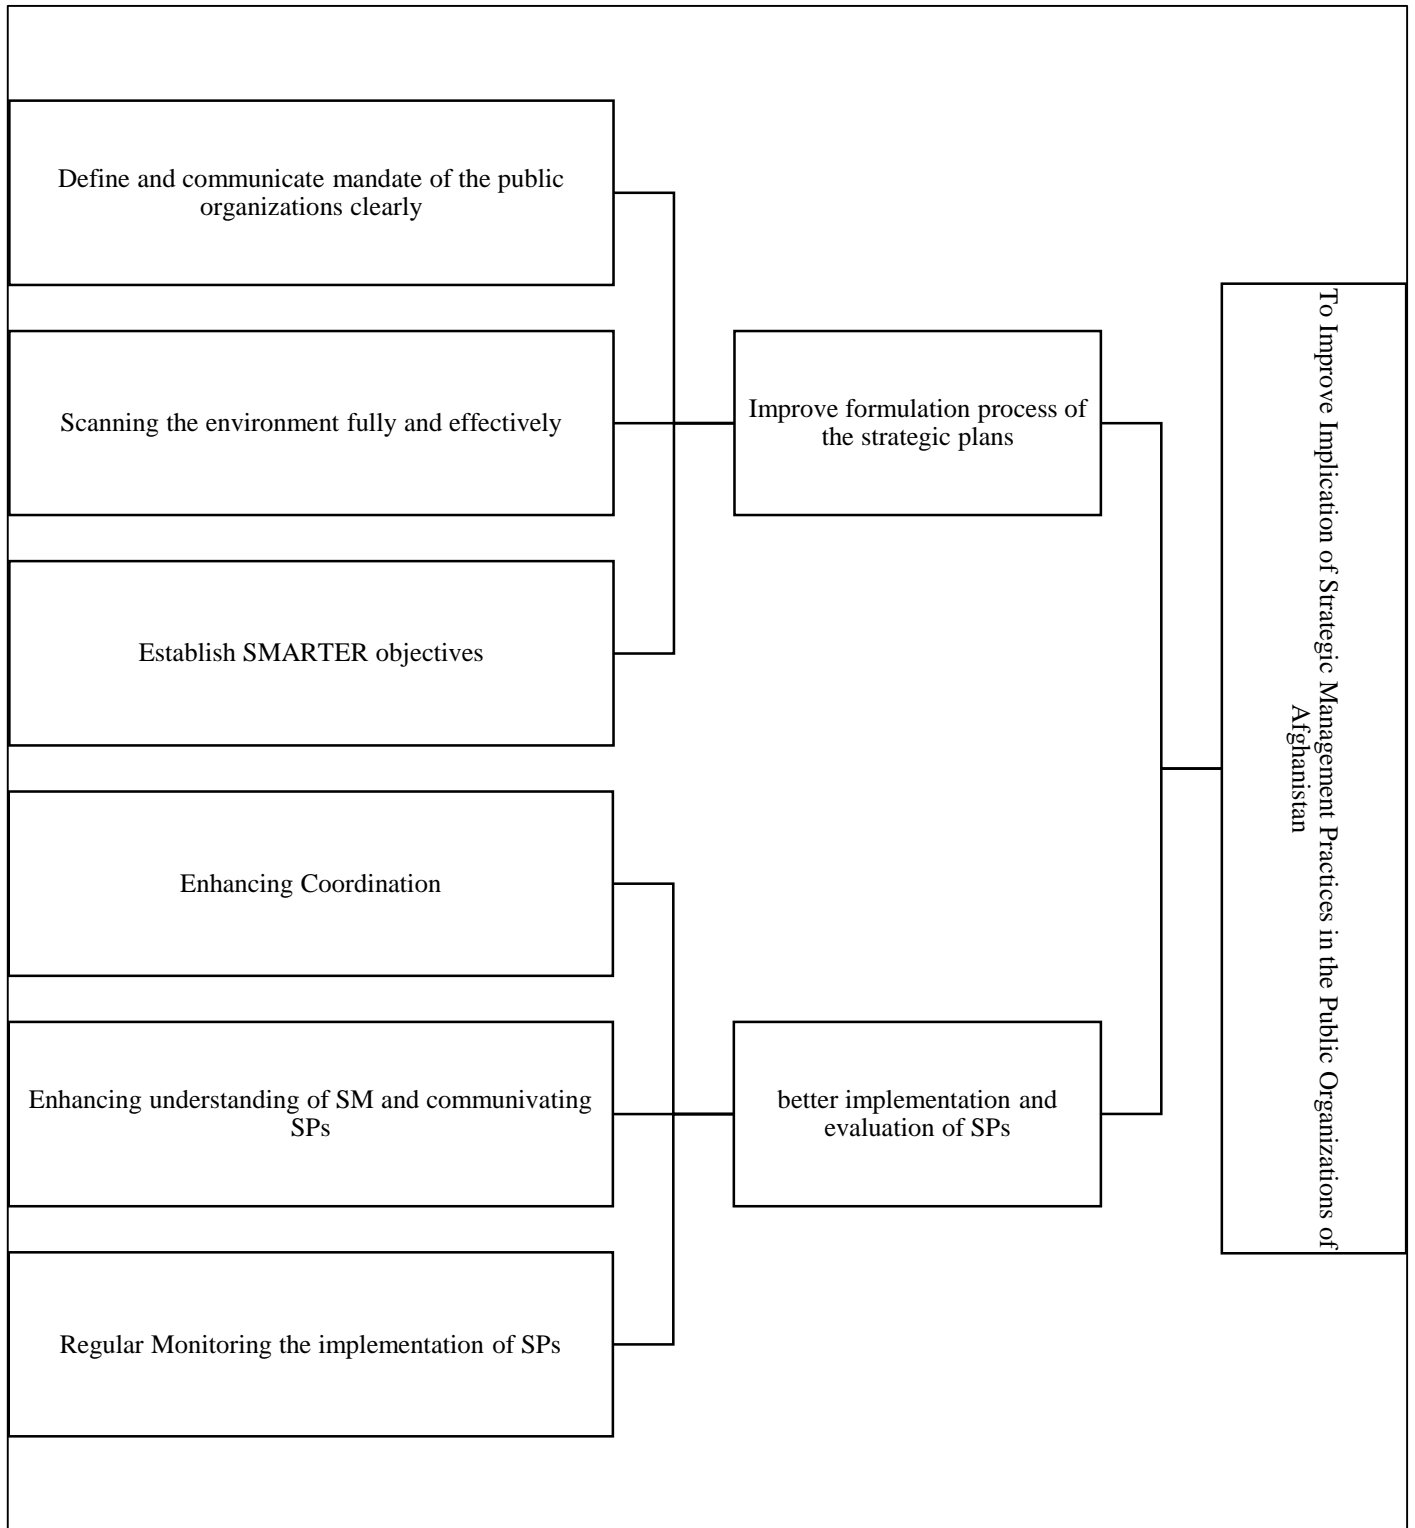 Define and communicate mandate of the public
organizations clearly
Scanning the environment fully and effectively
Improve formulation process of
the strategic plans
Establish SMARTER objectives
To Improve Implication of Strategic Management Practices in the Public Organizations of
Afghanistan
Enhancing Coordination
Enhancing understanding of SM and communivating
SPs
better implementation and
evaluation of SPs
Regular Monitoring the implementation of SPs